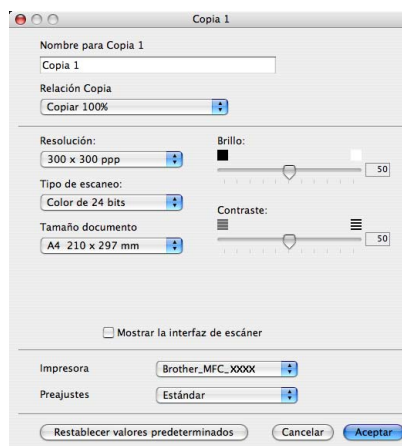 Copia 1
Nombre para Copia 1
Copia 1
Relación Copia
Copiar 100%
Resolución:
300 x 300 ppp
Tipo de escaneo:
Color de 24 bits
Tamaño documento
A4 210 x 297 mm
Brillo:
50
Contraste:
50
Mostrar la interfaz de escáner
Impresora
Brother_MFC_XXXX
Preajustes
Estándar
Restablecer valores predeterminados
Cancelar
Aceptar